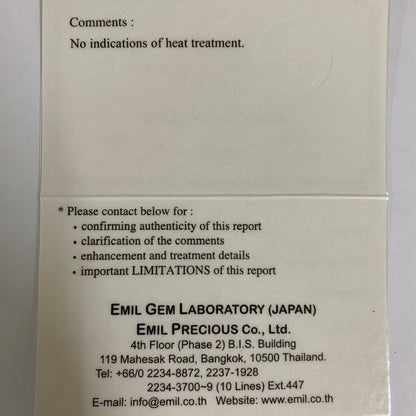 Comments :
No indications of heat treatment.
* Please contact below for :
• confirming authenticity of this report
• clarification of the comments
• enhancement and treatment details
• important LIMITATIONS of this report
EMIL GEM LABORATORY (JAPAN)
EMIL PRECIOUS CO., LTD.
4th Floor (Phase 2) B.I.S. Building
119 Mahesak Road, Bangkok, 10500 Thailand.
Tel: +66/0 2234-8872, 2237-1928
2234-3700~9 (10 Lines) Ext.447
E-mail: info@emil.co.th Website: www.emil.co.th